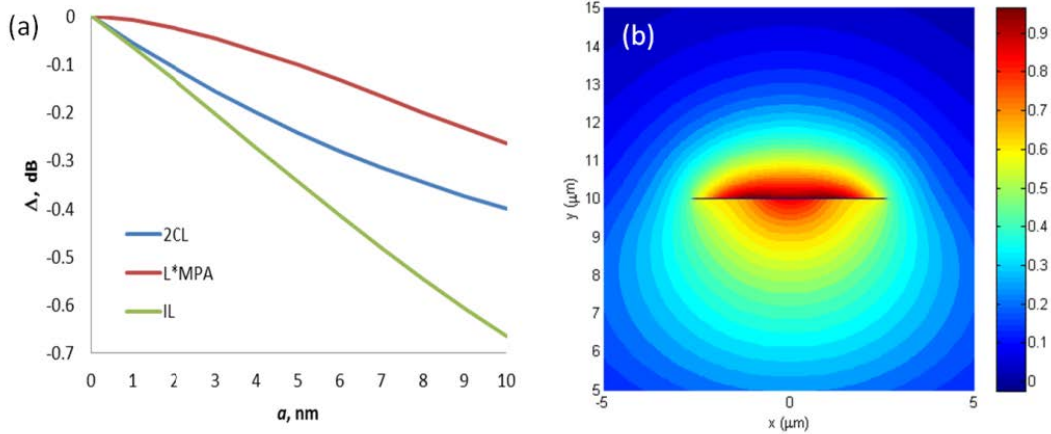 (a)
0
-0.1
-0.2
-0.3
-0.4
-0.5
-0.6
-0.7
Δ, dB
2CL
L*MPA
IL
0 1 2 3 4 5 6 7 8 9 10
a, nm
(b)
15
14
13
12
11
10
9
8
7
6
5
y (μm)
-5 0 5
x (μm)
0.9
0.8
0.7
0.6
0.5
0.4
0.3
0.2
0.1
0